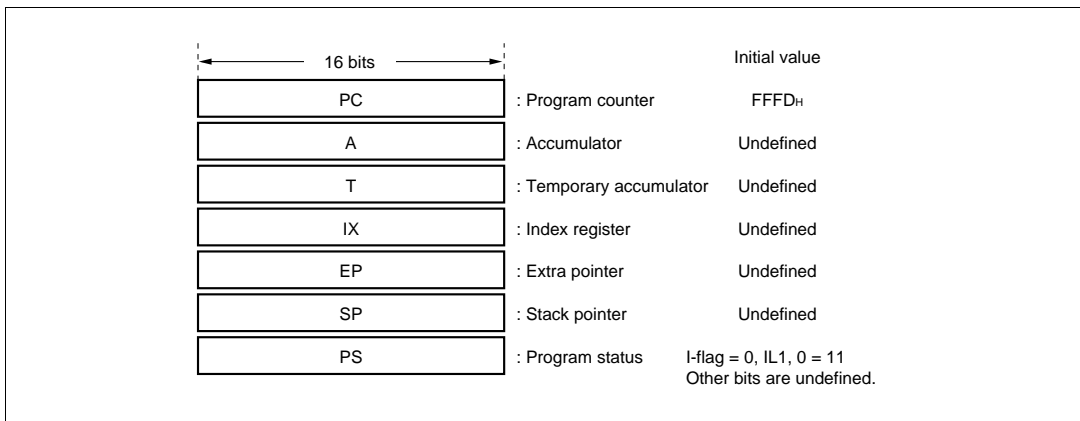 16 bits Initial value
PC : Program counter FFFDH
A : Accumulator Undefined
T : Temporary accumulator Undefined
IX : Index register Undefined
EP : Extra pointer Undefined
SP : Stack pointer Undefined
PS : Program status I-flag = 0, IL1, 0 = 11
Other bits are undefined.